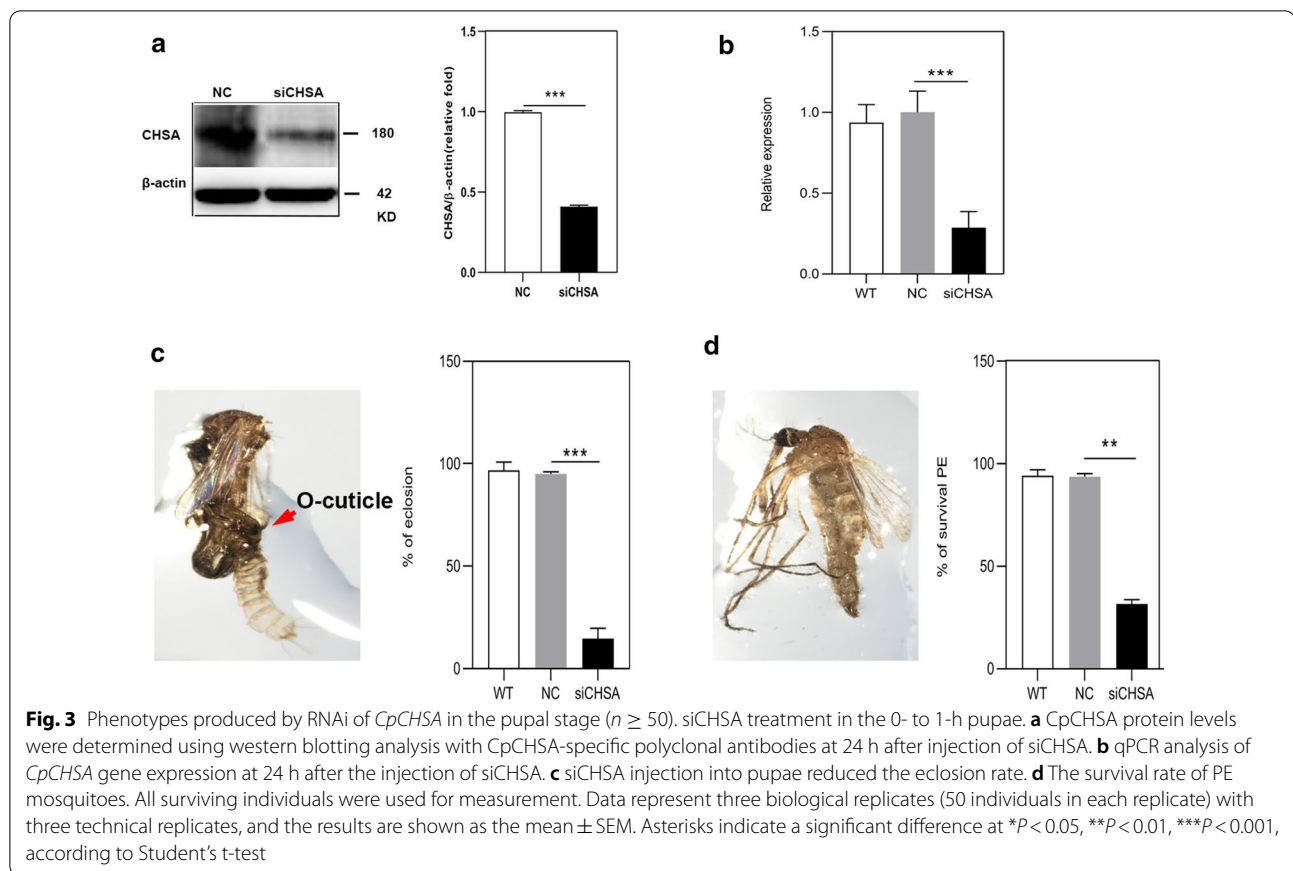 a
NC siCHSA
CHSA
180
β-actin
42
KD
CHSA/β-actin(relative fold)
1.5
1.0
0.5
0.0
***
NC siCHSA
b
Relative expression
1.5
1.0
0.5
0.0
***
WT NC siCHSA
c
O-cuticle
% of eclosion
150
100
50
0
***
WT NC siCHSA
d
% of survival PE
150
100
50
0
**
WT NC siCHSA
Fig. 3 Phenotypes produced by RNAi of CpCHSA in the pupal stage (n ≥ 50). siCHSA treatment in the 0- to 1-h pupae. a CpCHSA protein levels
were determined using western blotting analysis with CpCHSA-specific polyclonal antibodies at 24 h after injection of siCHSA. b qPCR analysis of
CpCHSA gene expression at 24 h after the injection of siCHSA. c siCHSA injection into pupae reduced the eclosion rate. d The survival rate of PE
mosquitoes. All surviving individuals were used for measurement. Data represent three biological replicates (50 individuals in each replicate) with
three technical replicates, and the results are shown as the mean ± SEM. Asterisks indicate a significant difference at *P < 0.05, **P < 0.01, ***P < 0.001,
according to Student's t-test